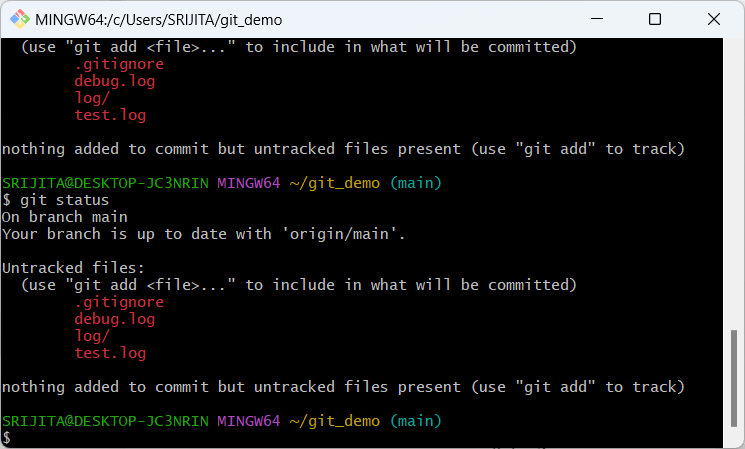 MINGW64:/c/Users/SRIJITA/git_demo
(use "git add <file>..." to include in what will be committed)
.gitignore
debug.log
log/
test.log
nothing added to commit but untracked files present (use "git add" to track)
SRIJITA@DESKTOP-JC3NRIN MINGW64 ~/git_demo (main)
$ git status
On branch main
Your branch is up to date with 'origin/main'.
Untracked files:
(use "git add <file>..." to include in what will be committed)
.gitignore
debug.log
log/
test.log
nothing added to commit but untracked files present (use "git add" to track)
SRIJITA@DESKTOP-JC3NRIN MINGW64 ~/git_demo (main)
$